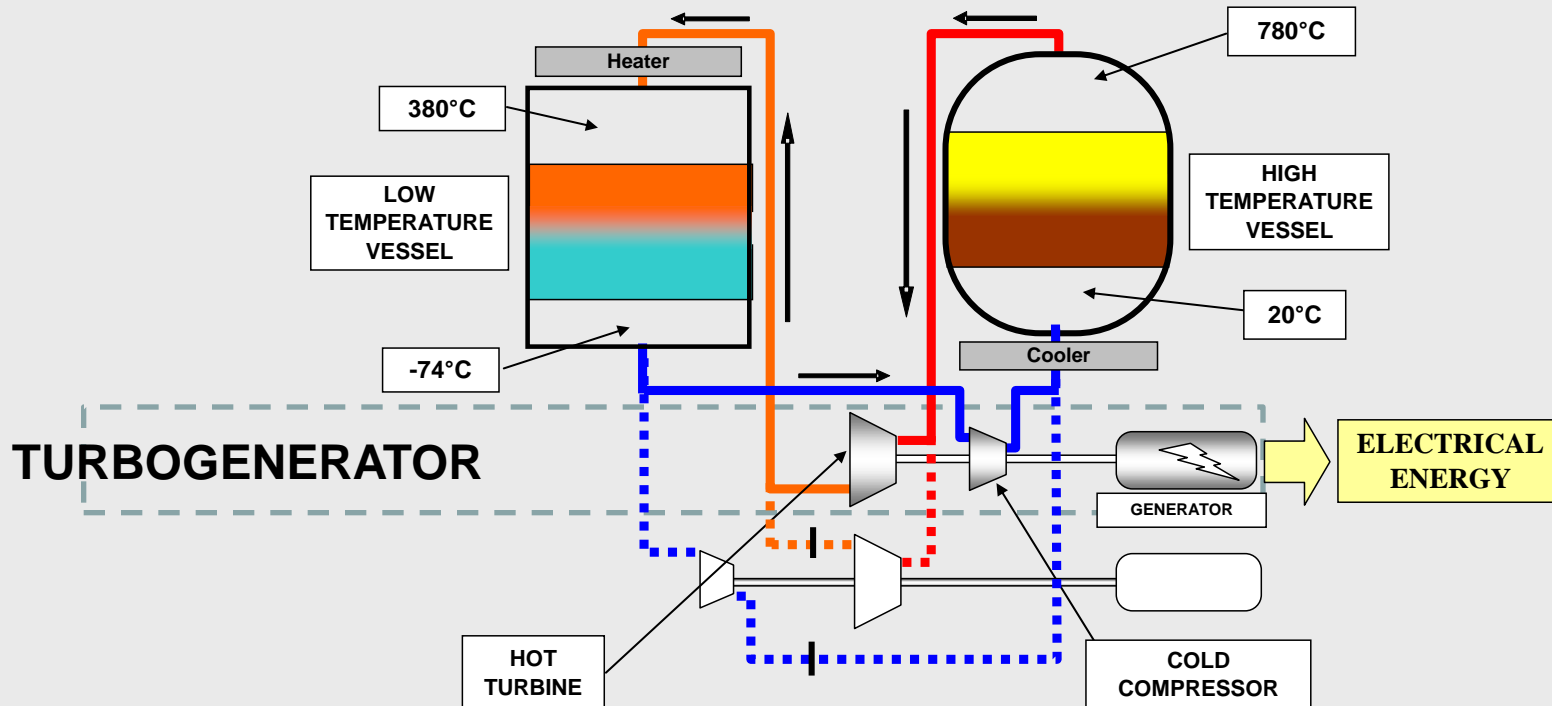 780°C
Heater
380°C
LOW
TEMPERATURE
VESSEL
HIGH
TEMPERATURE
VESSEL
20°C
-74°C
Cooler
TURBOGENERATOR
ELECTRICAL
ENERGY
GENERATOR
HOT
TURBINE
COLD
COMPRESSOR